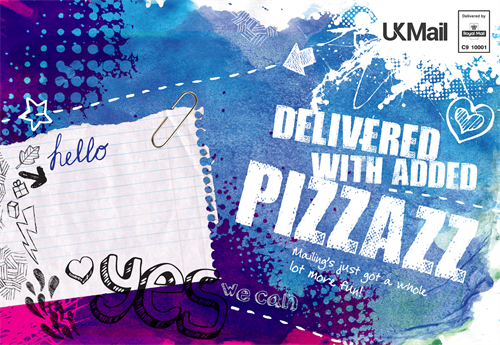 UKMail
Delivered by
Royal Mail
C9 10001
hello
DELIVERED
WITH ADDED
PIZZAZZ
Mailing's just got a whole
lot more fun!
yes
we can